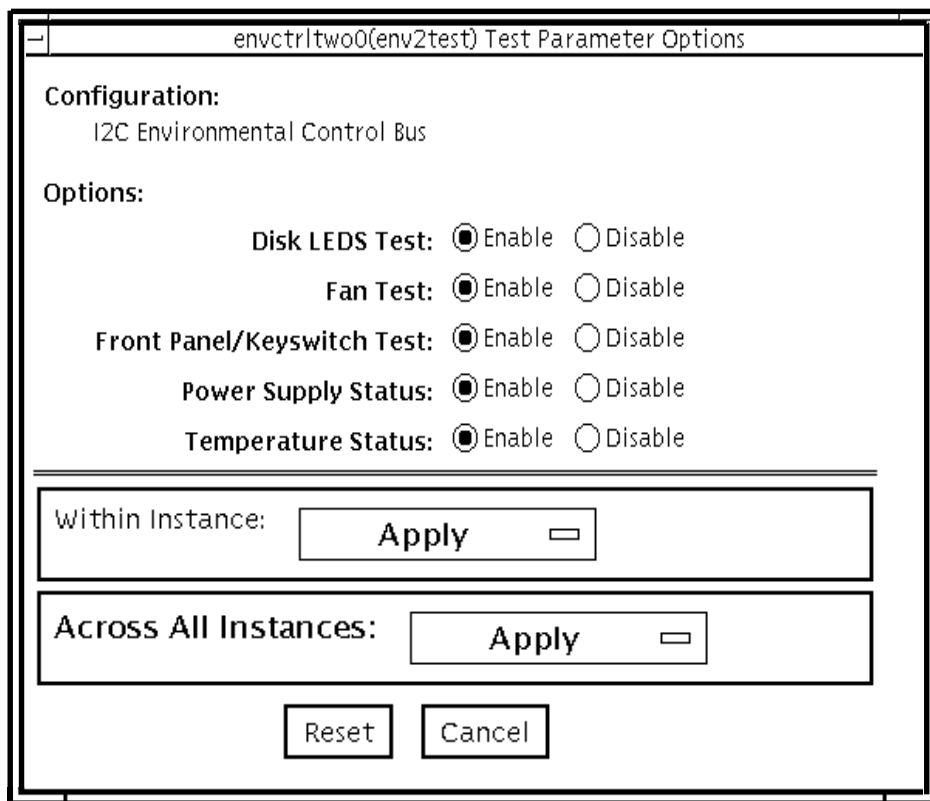 envctrltwo0(env2test) Test Parameter Options
Configuration:
I2C Environmental Control Bus
Options:
Disk LEDS Test: Enable Disable
Fan Test: Enable Disable
Front Panel/Keyswitch Test: Enable Disable
Power Supply Status: Enable Disable
Temperature Status: Enable Disable
Within Instance: Apply
Across All Instances: Apply
Reset Cancel